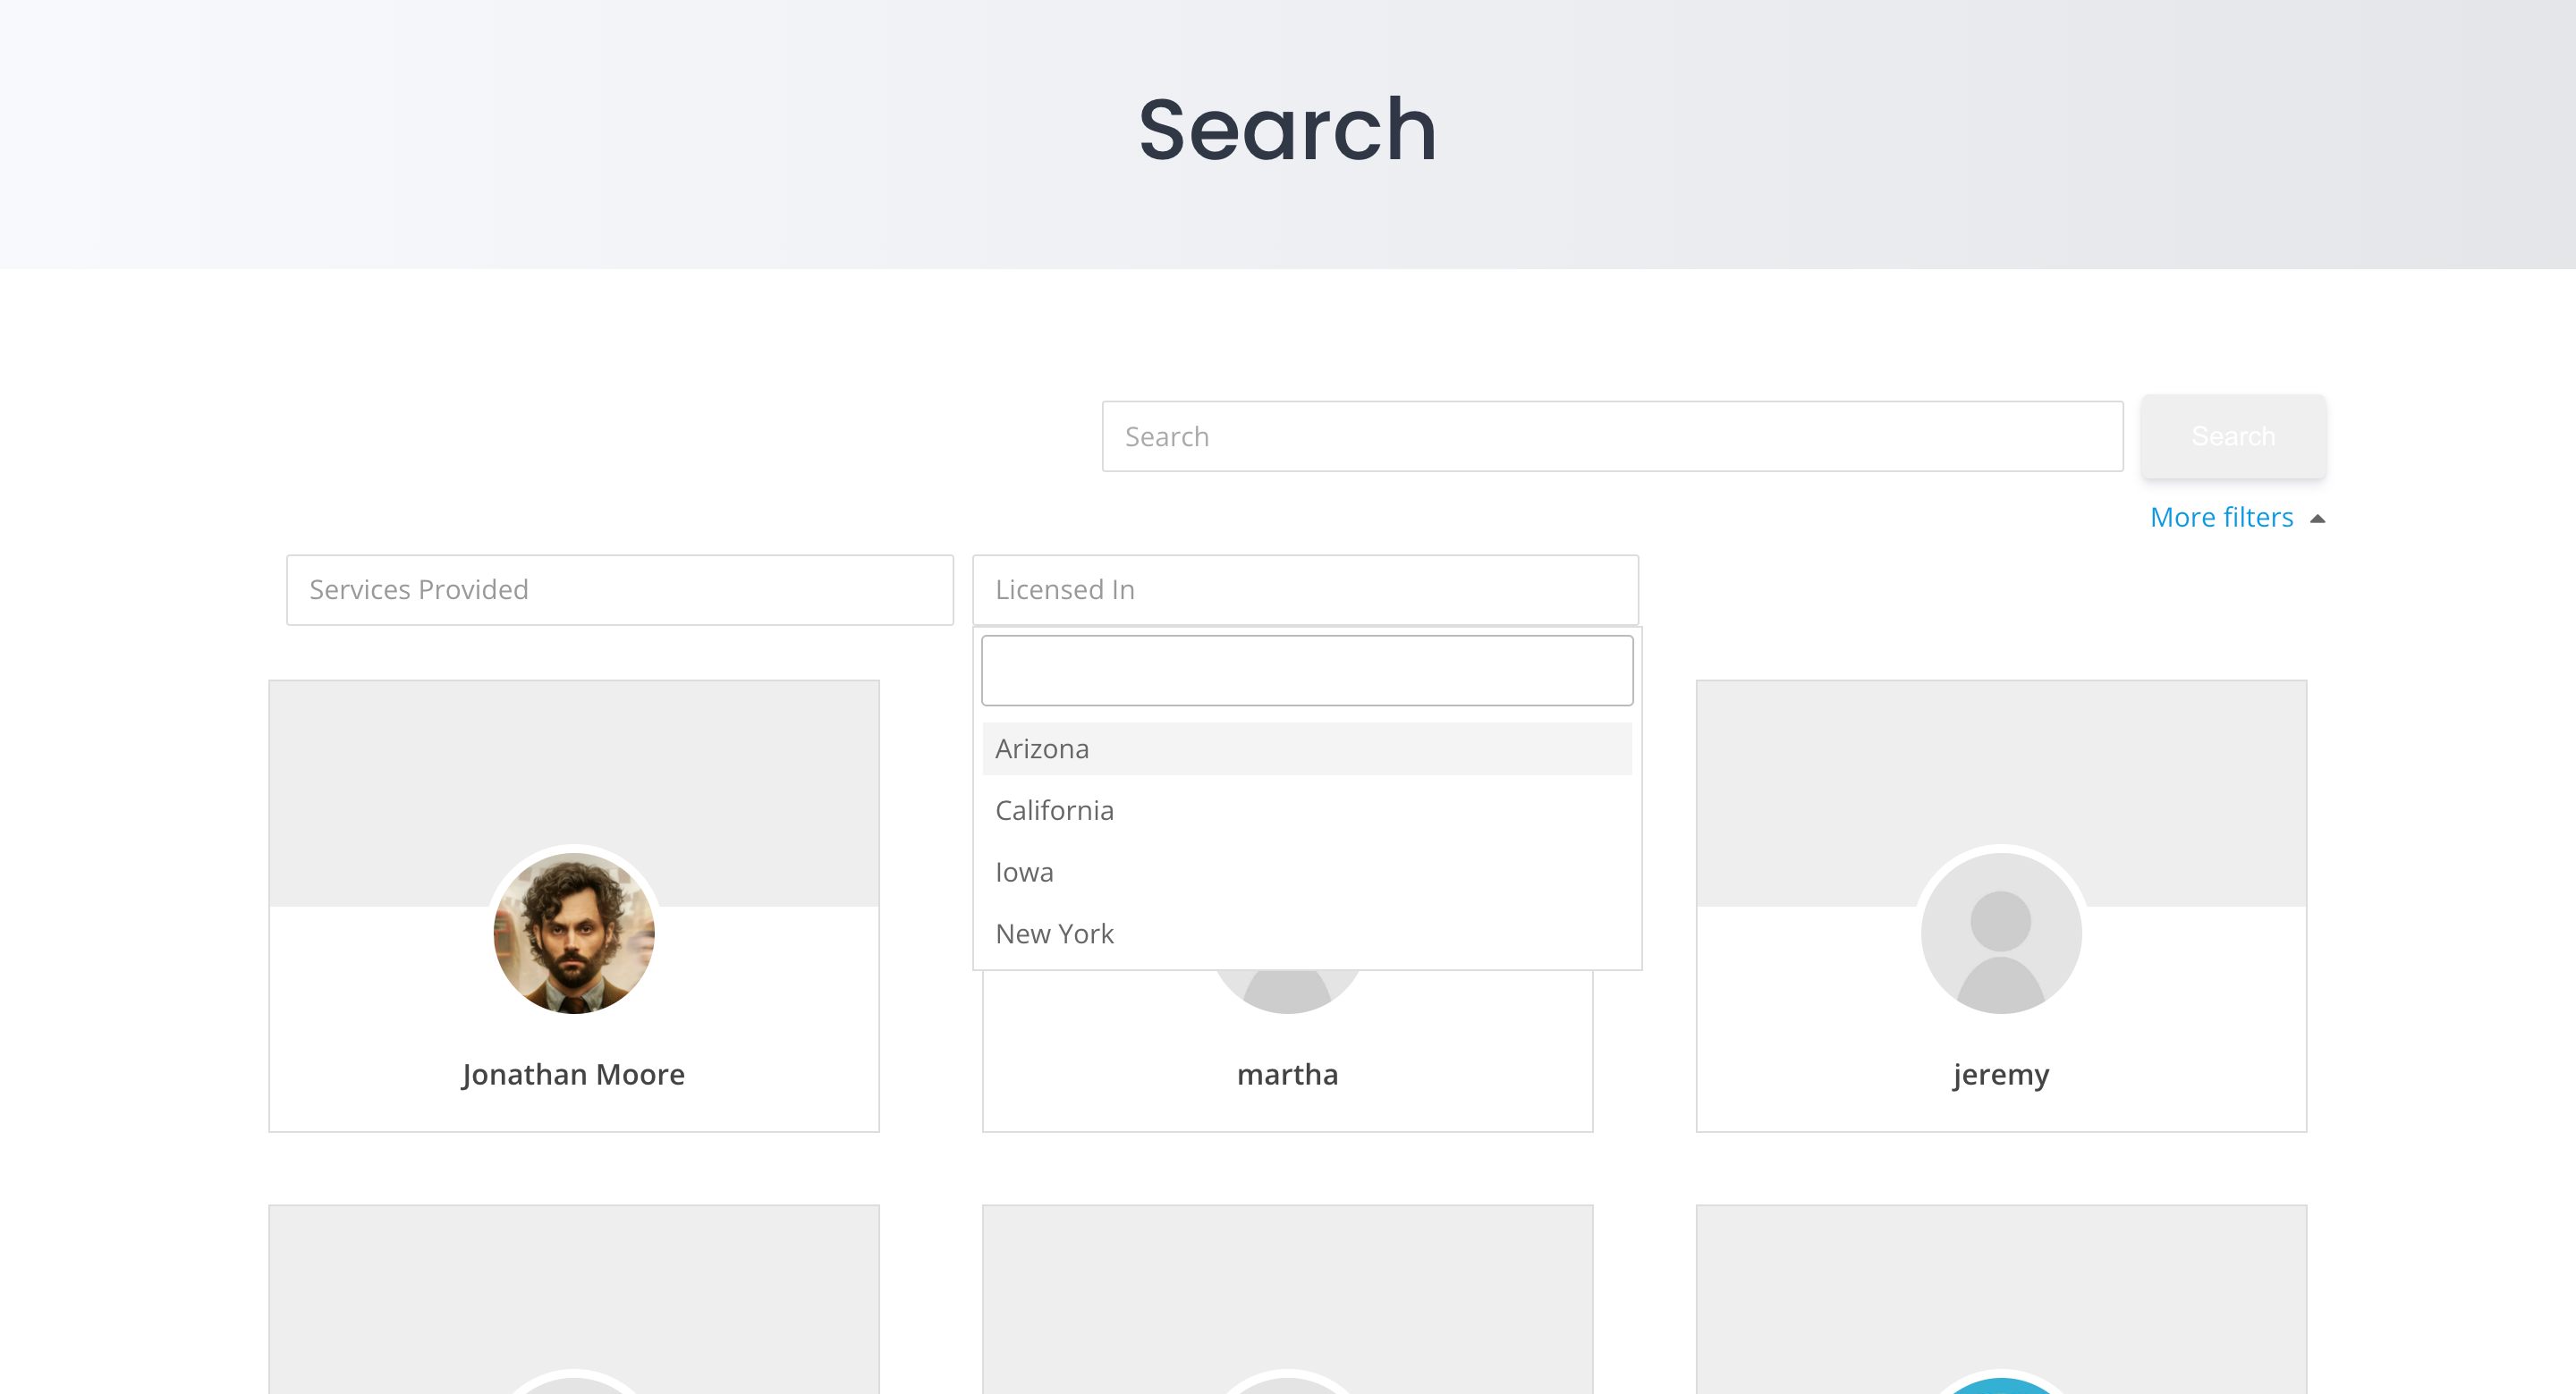 Search
Search
Search
More filters
Services Provided
Licensed In
Arizona
California
Iowa
New York
Jonathan Moore
martha
jeremy